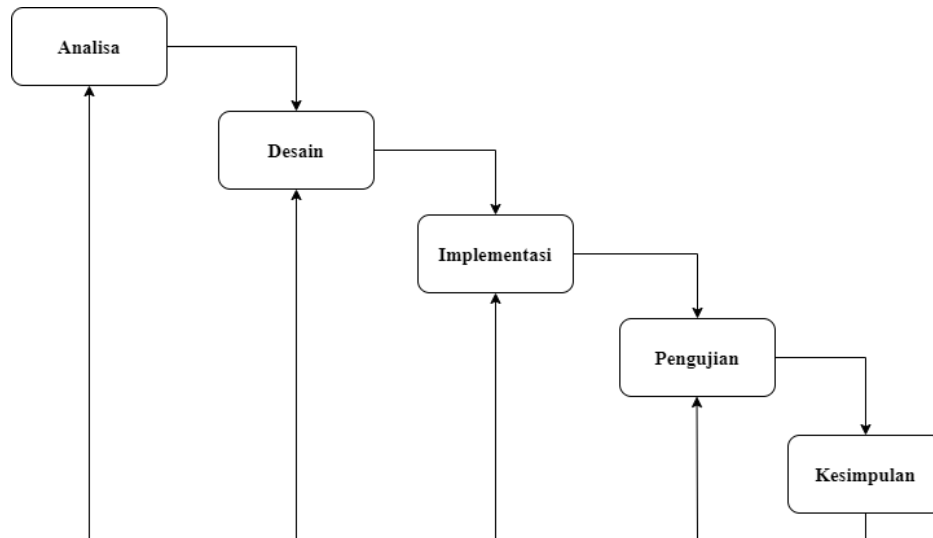 Analisa
Desain
Implementasi
Pengujian
Kesimpulan